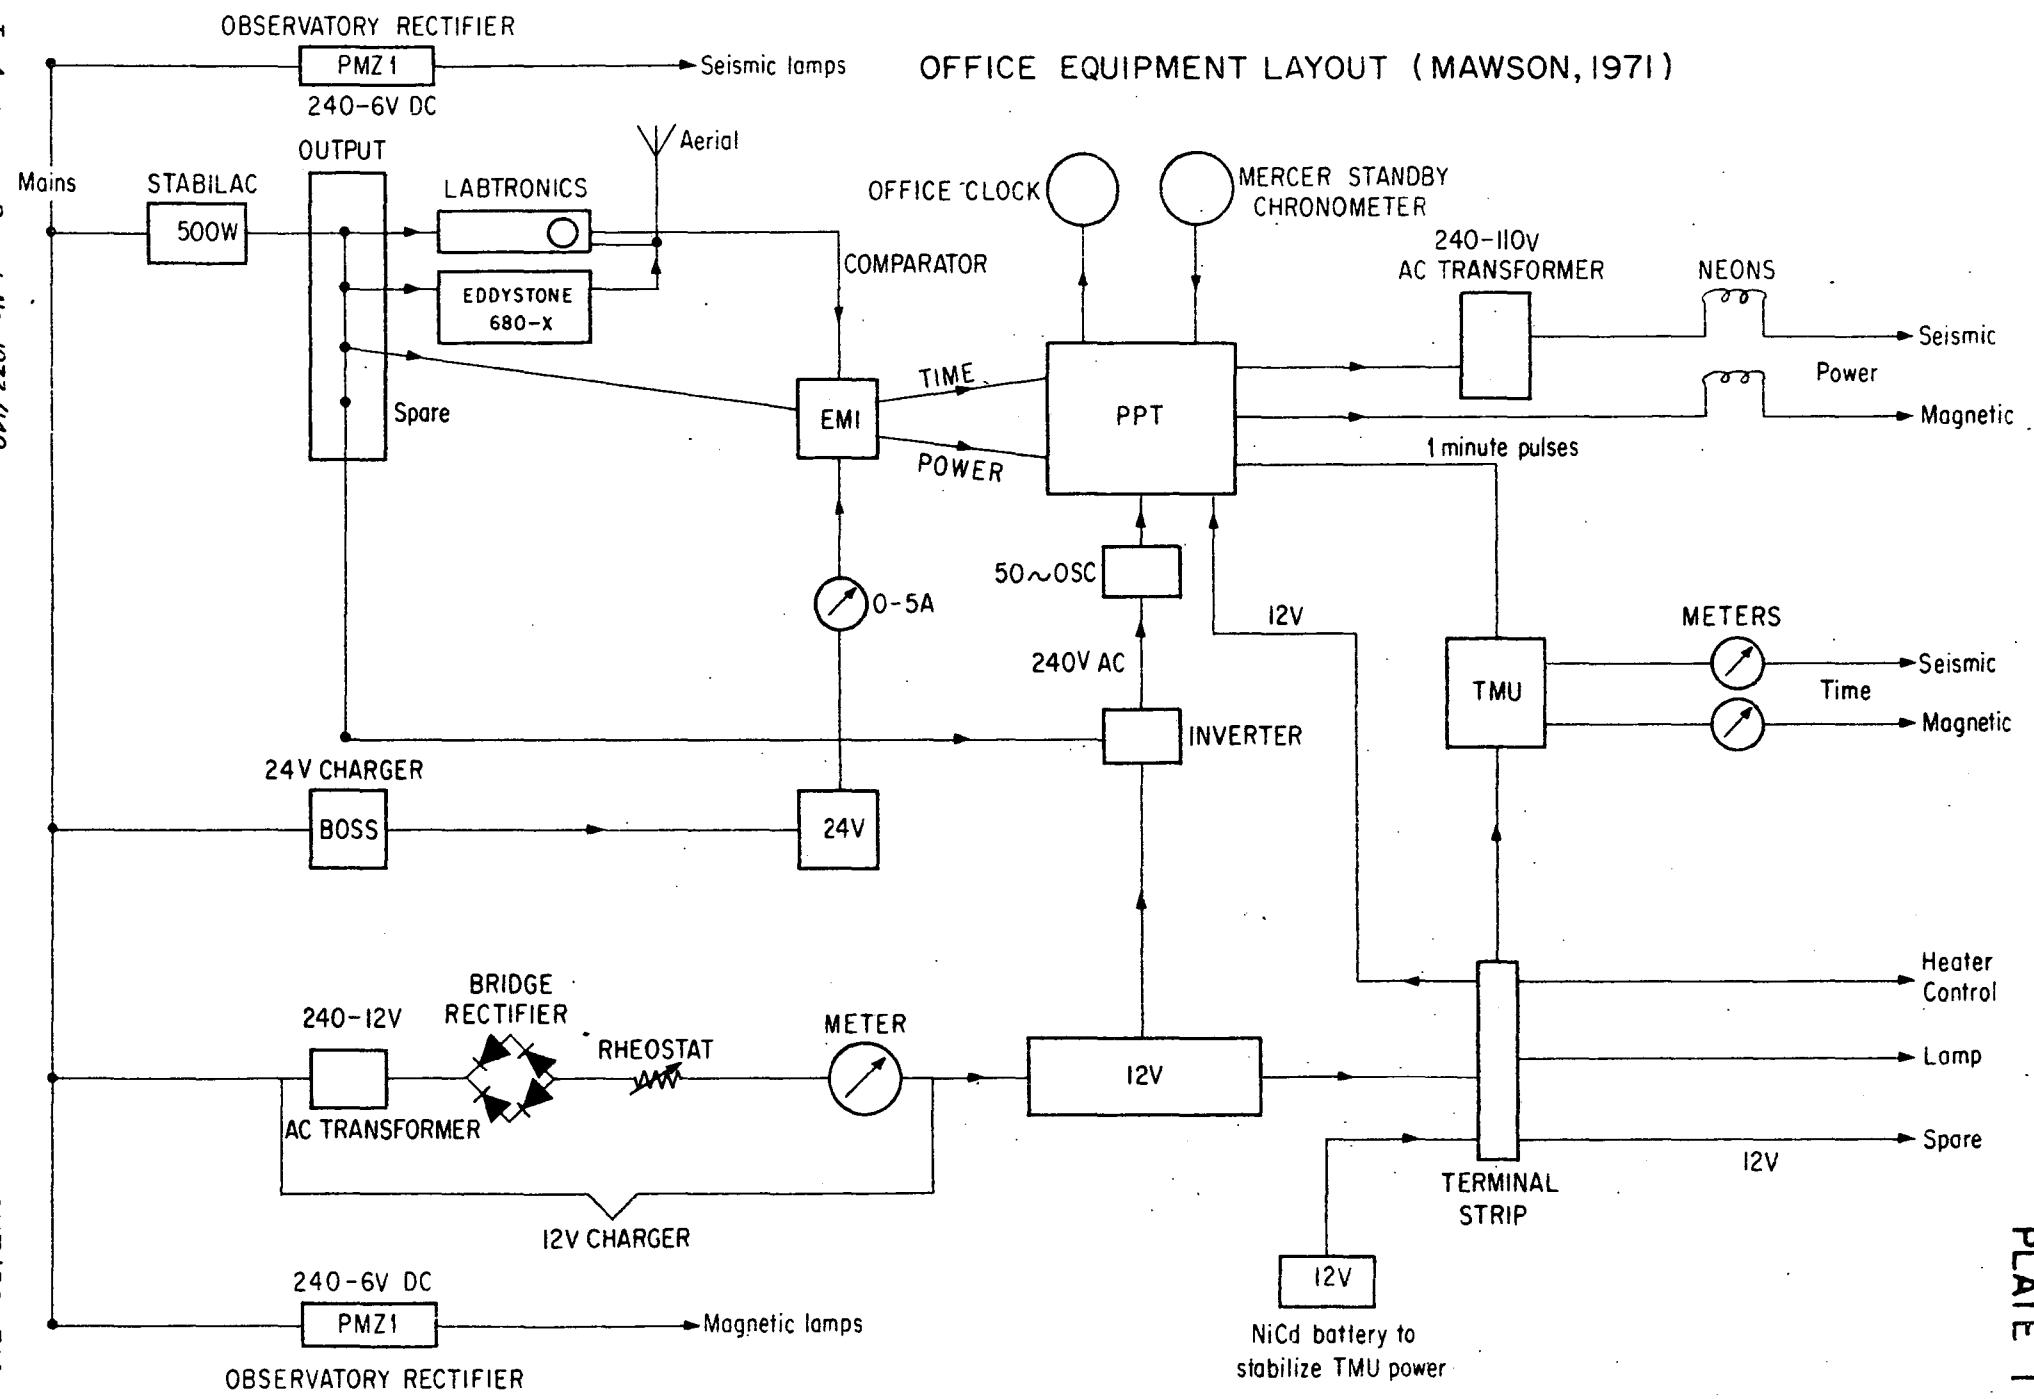 OBSERVATORY RECTIFIER
PMZ1
240-6V DC
Seismic lamps
OFFICE EQUIPMENT LAYOUT (MAWSON, 1971)
Mains
STABILAC
500W
OUTPUT
Spare
LABTRONICS
EDDYSTONE
680-X
Aerial
COMPARATOR
OFFICE CLOCK
MERCER STANDBY
CHRONOMETER
240-110V
AC TRANSFORMER
NEONS
Seismic
Power
Magnetic
EMI
TIME
POWER
PPT
1 minute pulses
0-5A
50~OSC
240V AC
INVERTER
12V
METERS
TMU
Seismic
Time
Magnetic
24V CHARGER
BOSS
24V
240-12V
AC TRANSFORMER
BRIDGE
RECTIFIER
RHEOSTAT
METER
12V
12V CHARGER
Heater
Control
Lamp
Spare
12V
TERMINAL
STRIP
12V
NiCd battery to
stabilize TMU power
240-6V DC
PMZ1
Magnetic lamps
OBSERVATORY RECTIFIER
PLATE 1